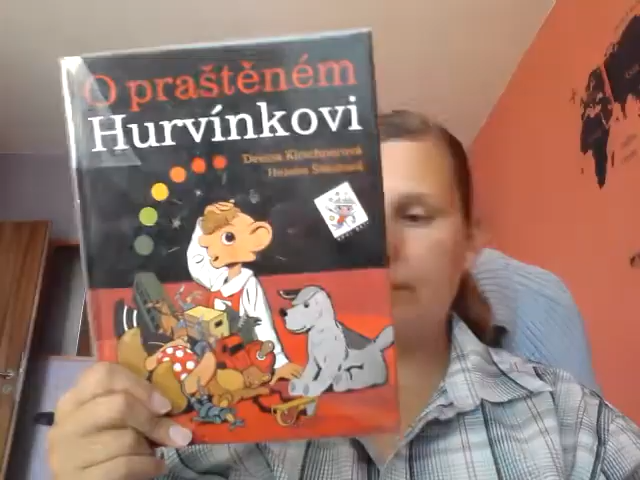 O praštěném
Hurvínkovi
Denisa Kirschnerová
Helena Štáchová